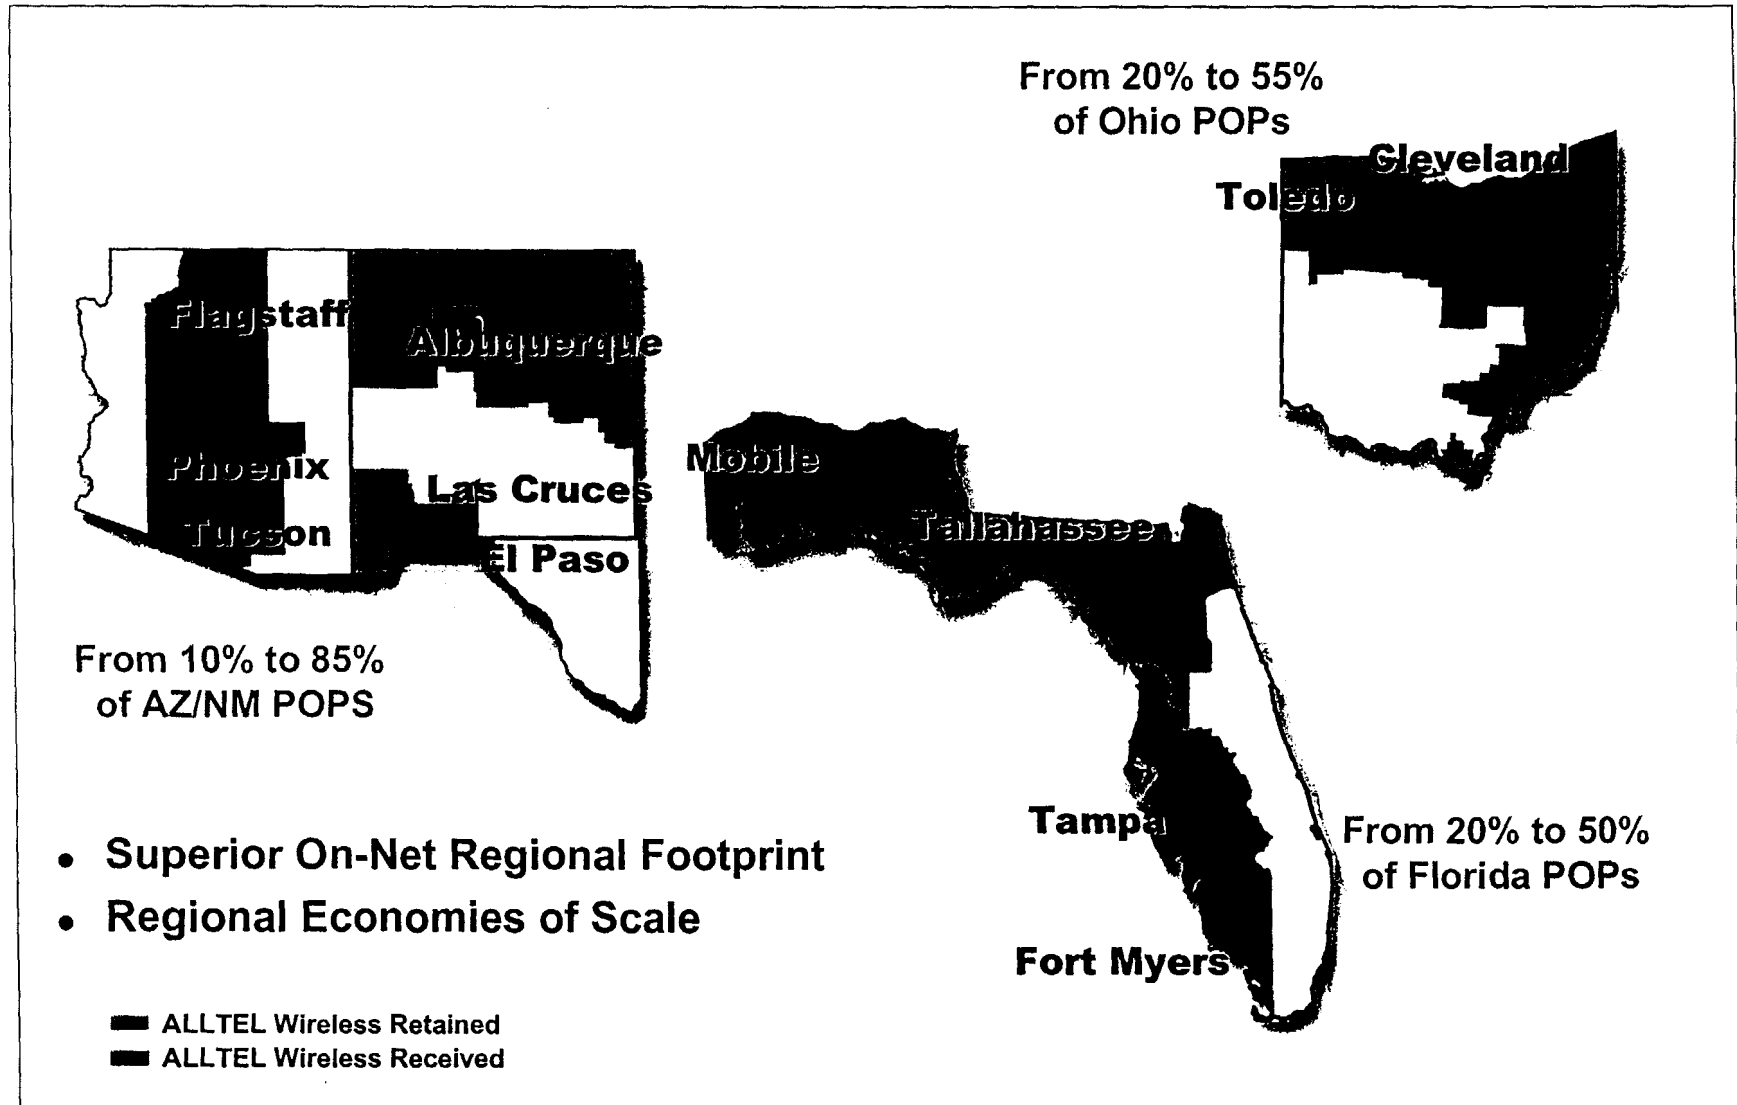 From 20% to 55%
of Ohio POPs
Cleveland
Toledo
Flagstaff
Albuquerque
Mobile
Phoenix
Las Cruces
Tucson
Tallahassee
El Paso
From 10% to 85%
of AZ/NM POPS
Tampa
From 20% to 50%
of Florida POPs
• Superior On-Net Regional Footprint
• Regional Economies of Scale
Fort Myers
ALLTEL Wireless Retained
ALLTEL Wireless Received